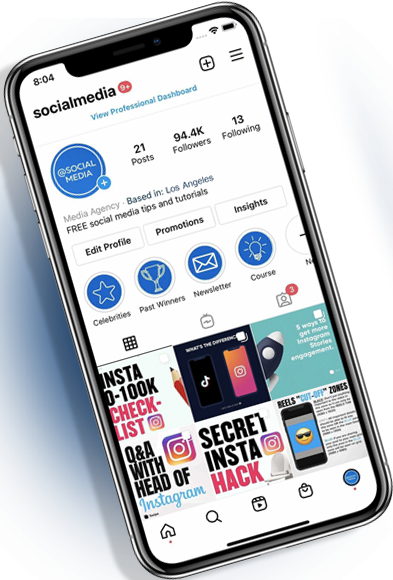 8:04
socialmedia 9+
View Professional Dashboard
@SOCIAL
MEDIA
21
Posts
94.4K
Followers
13
Following
Media Agency · Based in: Los Angeles
FREE social media tips and tutorials
Edit Profile
Promotions
Insights
Celebrities
Past Winners
Newsletter
Course
3
INSTA
0-100K
CHECK-
LIST
WHAT'S THE DIFFERENCE
5 ways to
get more
Instagram
Stories
engagement.
Q&A
WITH
HEAD OF
Instagram
SECRET
INSTA
HACK
REELS "CUT-OFF" ZONES